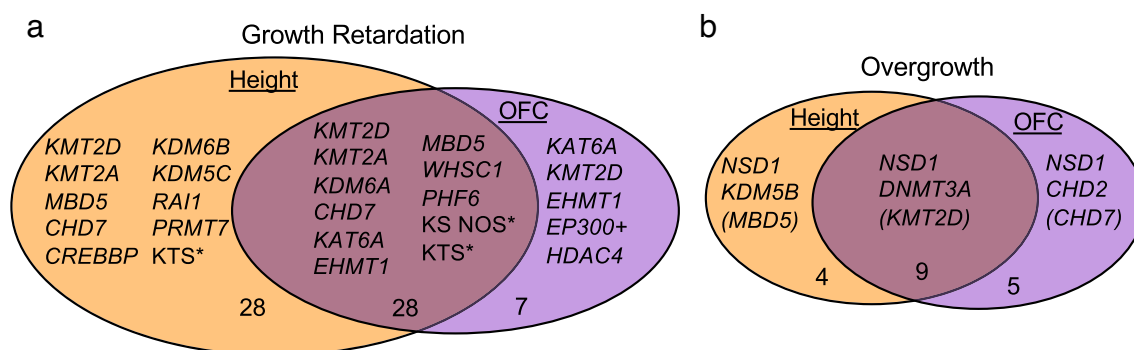 a
Growth Retardation
Height
OFC
KMT2D KDM6B
KMT2A KDM5C
MBD5 RAI1
CHD7 PRMT7
CREBBP KTS*
28
KMT2D
KMT2A
KDM6A
CHD7
KAT6A
EHMT1
MBD5
WHSC1
PHF6
KS NOS*
KTS*
28
KAT6A
KMT2D
EHMT1
EP300+
HDAC4
7
b
Overgrowth
Height
OFC
NSD1
KDM5B
(MBD5)
4
NSD1
DNMT3A
(KMT2D)
9
NSD1
CHD2
(CHD7)
5